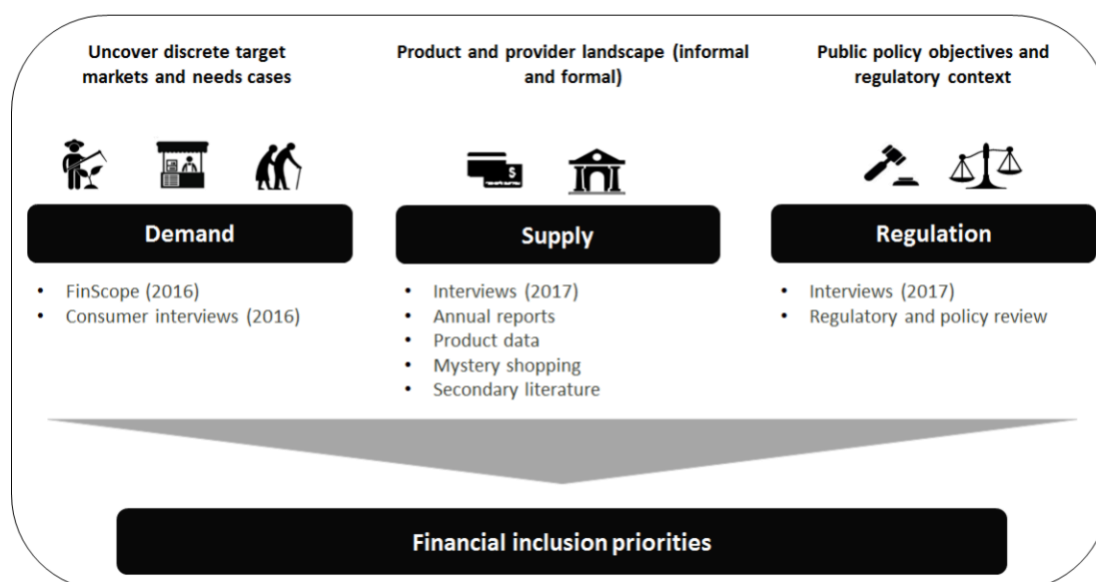 Uncover discrete target
markets and needs cases
Product and provider landscape (informal
and formal)
Public policy objectives and
regulatory context
$
Demand
Supply
Regulation
• FinScope (2016)
• Consumer interviews (2016)
• Interviews (2017)
• Annual reports
• Product data
• Mystery shopping
• Secondary literature
• Interviews (2017)
• Regulatory and policy review
Financial inclusion priorities